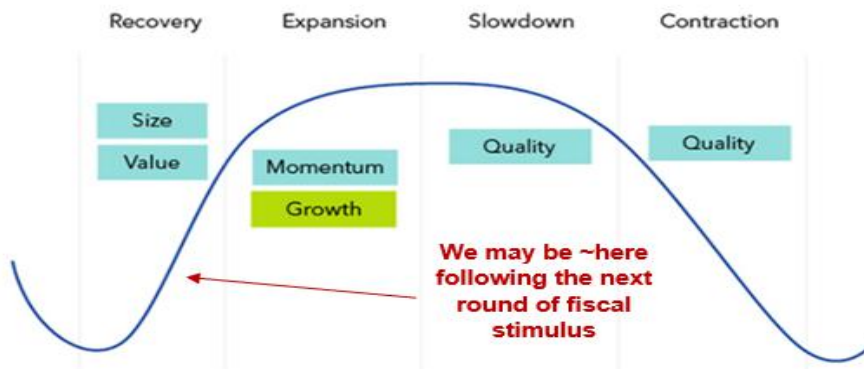 Recovery
Expansion
Slowdown
Contraction
Size
Value
Momentum
Growth
Quality
Quality
We may be ~here
following the next
round of fiscal
stimulus